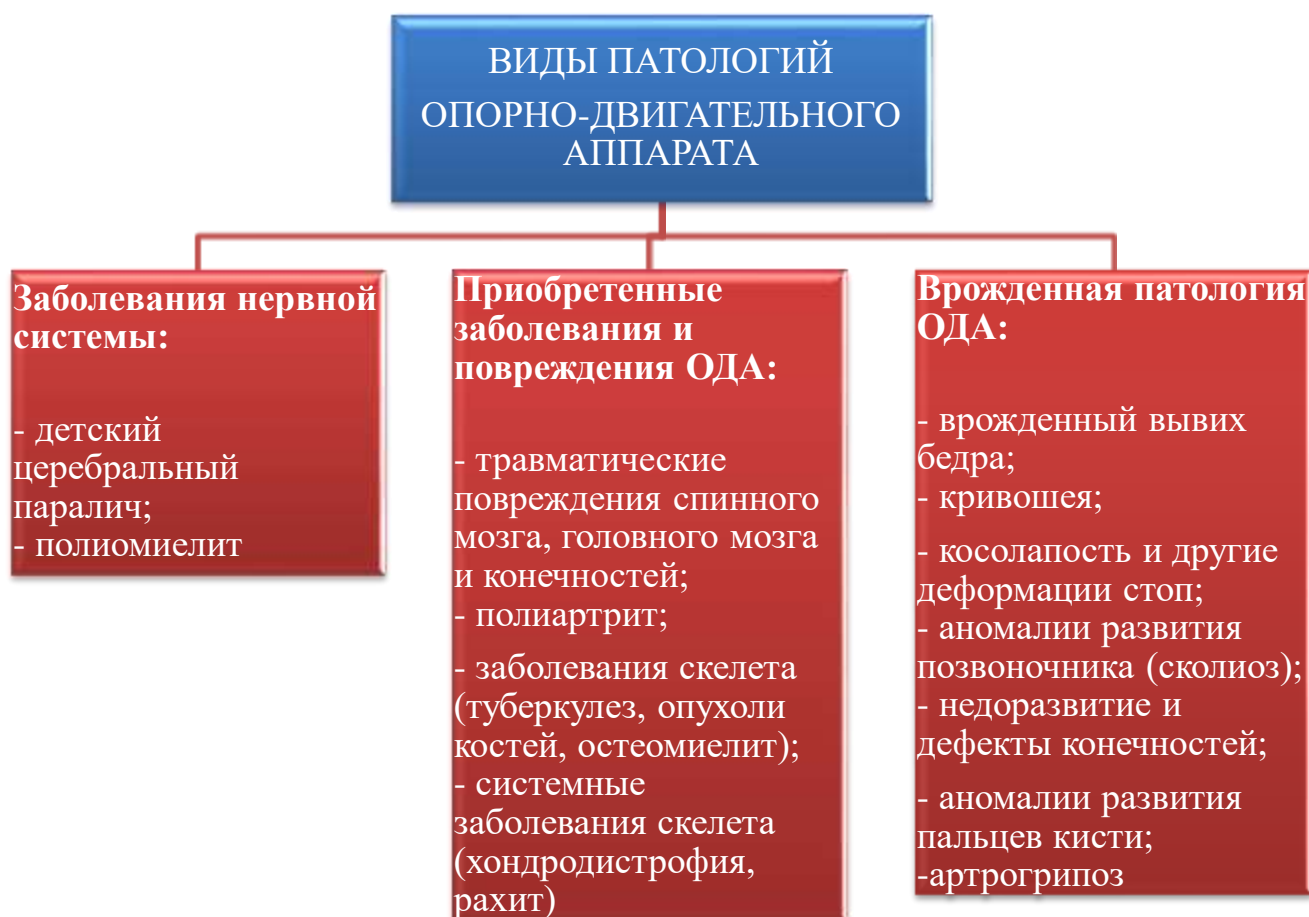 ВИДЫ ПАТОЛОГИЙ
ОПОРНО-ДВИГАТЕЛЬНОГО
АППАРАТА
Заболевания нервной
системы:
- детский
церебральный
паралич;
- полиомиелит
Приобретенные
заболевания и
повреждения ОДА:
- травматические
повреждения спинного
мозга, головного мозга
и конечностей;
- полиартрит;
- заболевания скелета
(туберкулез, опухоли
костей, остеомиелит);
- системные
заболевания скелета
(хондродистрофия,
рахит)
Врожденная патология
ОДА:
- врожденный вывих
бедра;
- кривошея;
- косолапость и другие
деформации стоп;
- аномалии развития
позвоночника (сколиоз);
- недоразвитие и
дефекты конечностей;
- аномалии развития
пальцев кисти;
-артрогрипоз